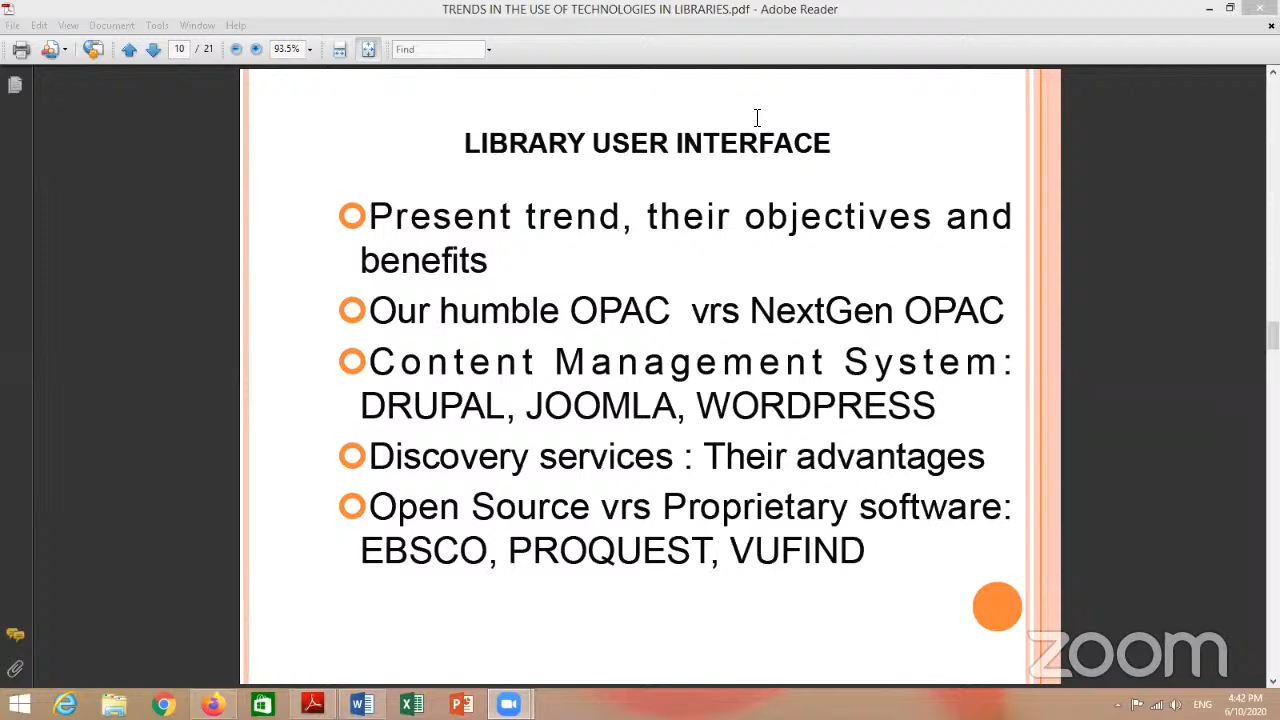 TRENDS IN THE USE OF TECHNOLOGIES IN LIBRARIES.pdf - Adobe Reader
File Edit View Document Tools Window Help
10 / 21 93.5% Find
LIBRARY USER INTERFACE
Present trend, their objectives and
benefits
Our humble OPAC vrs NextGen OPAC
Content Management System:
DRUPAL, JOOMLA, WORDPRESS
Discovery services : Their advantages
Open Source vrs Proprietary software:
EBSCO, PROQUEST, VUFIND
zoom
ENG
4:42 PM
6/10/2020